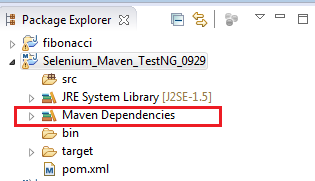 Package Explorer
fibonacci
Selenium_Maven_TestNG_0929
src
JRE System Library [J2SE-1.5]
Maven Dependencies
bin
target
pom.xml